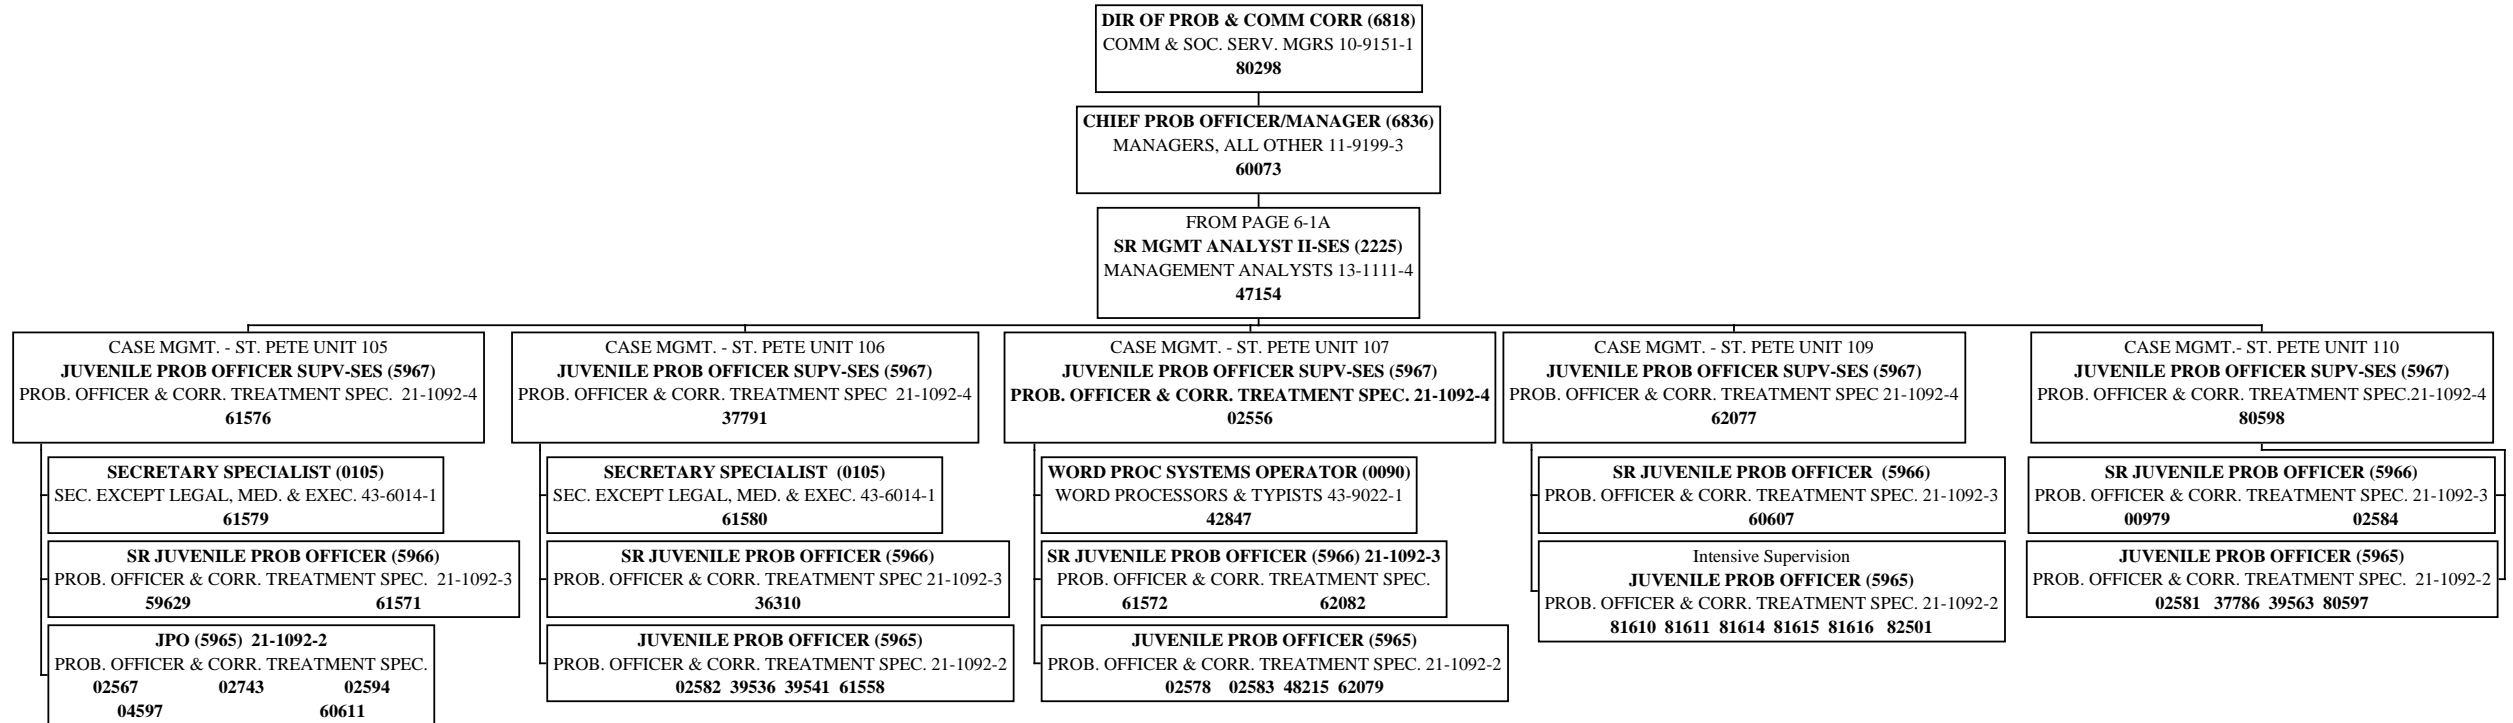 DIR OF PROB & COMM CORR (6818)
COMM & SOC. SERV. MGRS 10-9151-1
80298
CHIEF PROB OFFICER/MANAGER (6836)
MANAGERS, ALL OTHER 11-9199-3
60073
FROM PAGE 6-1A
SR MGMT ANALYST II-SES (2225)
MANAGEMENT ANALYSTS 13-1111-4
47154
CASE MGMT. - ST. PETE UNIT 105
JUVENILE PROB OFFICER SUPV-SES (5967)
PROB. OFFICER & CORR. TREATMENT SPEC. 21-1092-4
61576
SECRETARY SPECIALIST (0105)
SEC. EXCEPT LEGAL, MED. & EXEC. 43-6014-1
61579
SR JUVENILE PROB OFFICER (5966)
PROB. OFFICER & CORR. TREATMENT SPEC. 21-1092-3
59629 61571
JPO (5965) 21-1092-2
PROB. OFFICER & CORR. TREATMENT SPEC.
02567 02743 02594
04597 60611
CASE MGMT. - ST. PETE UNIT 106
JUVENILE PROB OFFICER SUPV-SES (5967)
PROB. OFFICER & CORR. TREATMENT SPEC 21-1092-4
37791
SECRETARY SPECIALIST (0105)
SEC. EXCEPT LEGAL, MED. & EXEC. 43-6014-1
61580
SR JUVENILE PROB OFFICER (5966)
PROB. OFFICER & CORR. TREATMENT SPEC 21-1092-3
36310
JUVENILE PROB OFFICER (5965)
PROB. OFFICER & CORR. TREATMENT SPEC. 21-1092-2
02582 39536 39541 61558
CASE MGMT. - ST. PETE UNIT 107
JUVENILE PROB OFFICER SUPV-SES (5967)
PROB. OFFICER & CORR. TREATMENT SPEC. 21-1092-4
02556
WORD PROC SYSTEMS OPERATOR (0090)
WORD PROCESSORS & TYPISTS 43-9022-1
42847
SR JUVENILE PROB OFFICER (5966) 21-1092-3
PROB. OFFICER & CORR. TREATMENT SPEC.
61572 62082
JUVENILE PROB OFFICER (5965)
PROB. OFFICER & CORR. TREATMENT SPEC. 21-1092-2
02578 02583 48215 62079
CASE MGMT. - ST. PETE UNIT 109
JUVENILE PROB OFFICER SUPV-SES (5967)
PROB. OFFICER & CORR. TREATMENT SPEC 21-1092-4
62077
SR JUVENILE PROB OFFICER (5966)
PROB. OFFICER & CORR. TREATMENT SPEC. 21-1092-3
60607
Intensive Supervision
JUVENILE PROB OFFICER (5965)
PROB. OFFICER & CORR. TREATMENT SPEC. 21-1092-2
81610 81611 81614 81615 81616 82501
CASE MGMT.- ST. PETE UNIT 110
JUVENILE PROB OFFICER SUPV-SES (5967)
PROB. OFFICER & CORR. TREATMENT SPEC.21-1092-4
80598
SR JUVENILE PROB OFFICER (5966)
PROB. OFFICER & CORR. TREATMENT SPEC. 21-1092-3
00979 02584
JUVENILE PROB OFFICER (5965)
PROB. OFFICER & CORR. TREATMENT SPEC. 21-1092-2
02581 37786 39563 80597